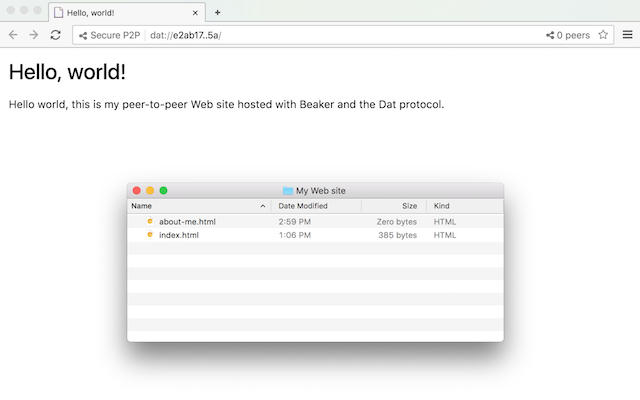 Hello, world!
Secure P2P dat://e2ab17..5a/ 0 peers
Hello, world!
Hello world, this is my peer-to-peer Web site hosted with Beaker and the Dat protocol.
My Web site
Name Date Modified Size Kind
about-me.html 2:59 PM Zero bytes HTML
index.html 1:06 PM 385 bytes HTML